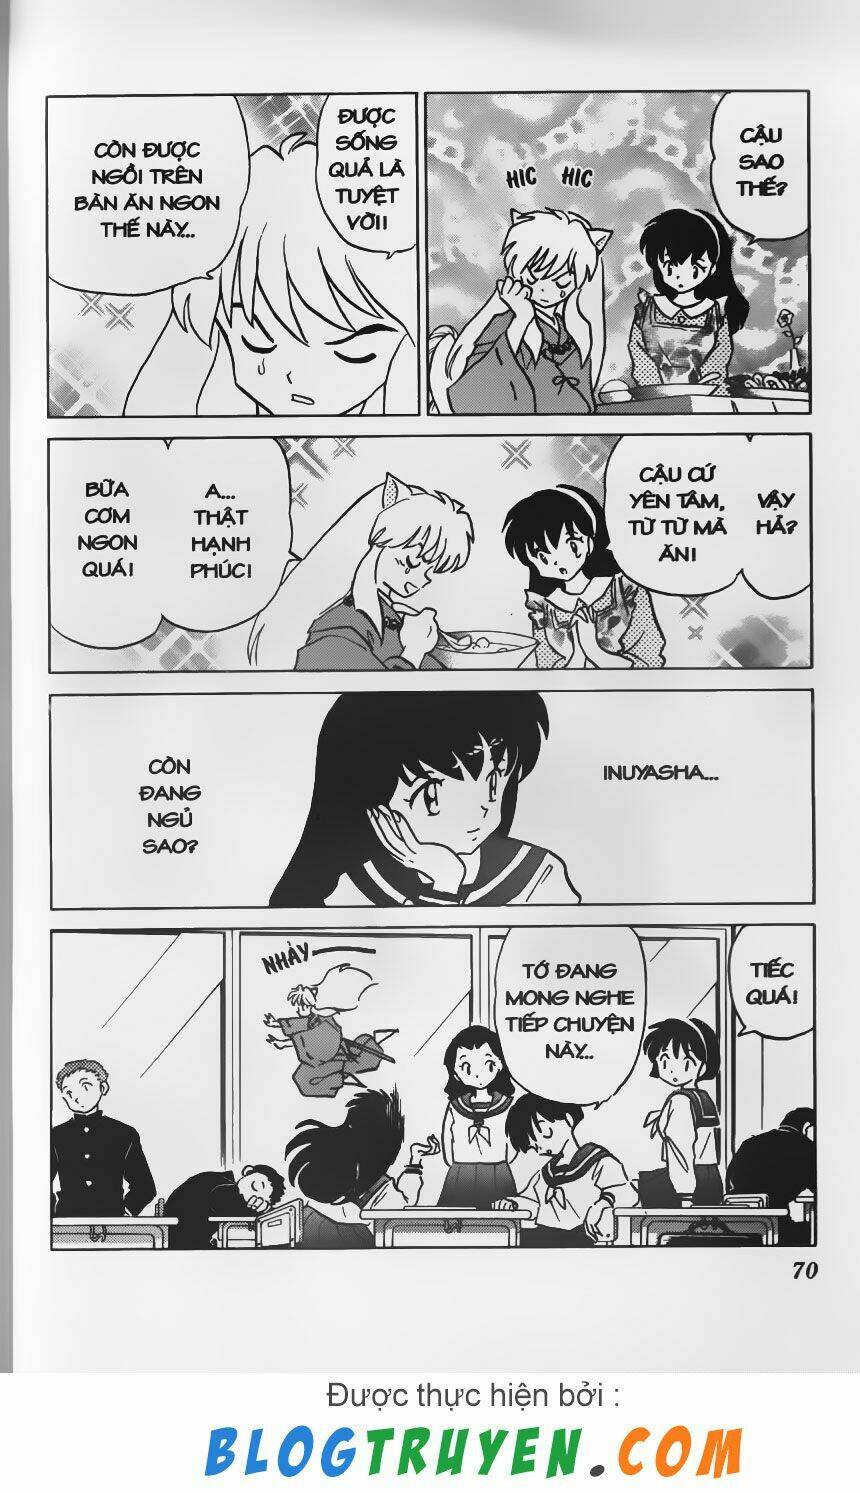 CẬU
SAO
THẾ?
HIC HIC
ĐƯỢC
SỐNG
QUẢ LÀ
TUYỆT
VỜI!
CÒN ĐƯỢC
NGỒI TRÊN
BÀN ĂN NGON
THẾ NÀY...
VẬY
HẢ?
CẬU CỨ
YÊN TÂM,
TỪ TỪ MÀ
ĂN!
A...
THẬT
HẠNH
PHÚC!
BỮA
CƠM
NGON
QUÁ!
INUYASHA...
CÒN
ĐANG
NGỦ
SAO?
TIẾC
QUÁ!
TỚ ĐANG
MONG NGHE
TIẾP CHUYỆN
NÀY...
NHẢY
70
Được thực hiện bởi :
BLOGTRUYEN.COM